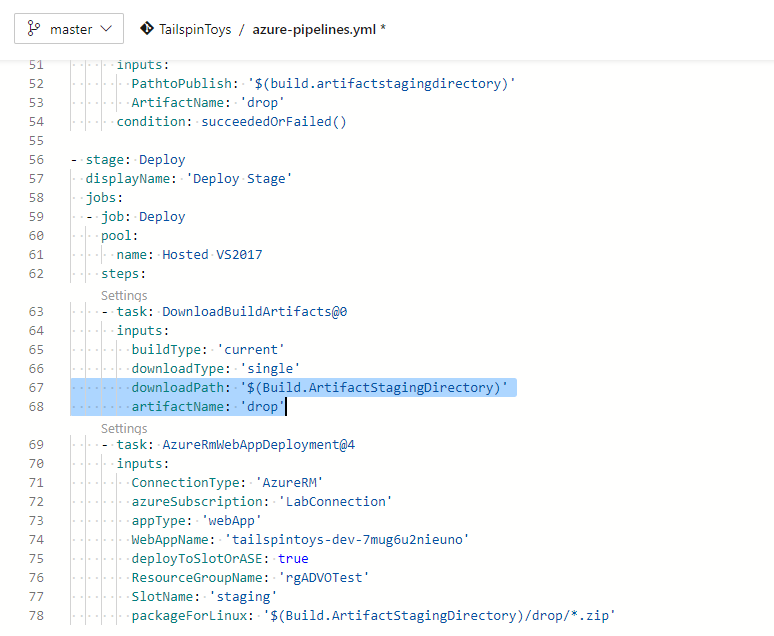 master TailspinToys / azure-pipelines.yml *
51 inputs:
52 PathtoPublish: '$(build.artifactstagingdirectory)'
53 ArtifactName: 'drop'
54 condition: succeededOrFailed()
55
56 - stage: Deploy
57 displayName: 'Deploy Stage'
58 jobs:
59 - job: Deploy
60 pool:
61 name: Hosted VS2017
62 steps:
Settings
63 - task: DownloadBuildArtifacts@0
64 inputs:
65 buildType: 'current'
66 downloadType: 'single'
67 downloadPath: '$(Build.ArtifactStagingDirectory)'
68 artifactName: 'drop'
Settings
69 - task: AzureRmWebAppDeployment@4
70 inputs:
71 ConnectionType: 'AzureRM'
72 azureSubscription: 'LabConnection'
73 appType: 'webApp'
74 WebAppName: 'tailspintoys-dev-7mug6u2nieuno'
75 deployToSlotOrASE: true
76 ResourceGroupName: 'rgADVOTest'
77 SlotName: 'staging'
78 packageForLinux: '$(Build.ArtifactStagingDirectory)/drop/*.zip'